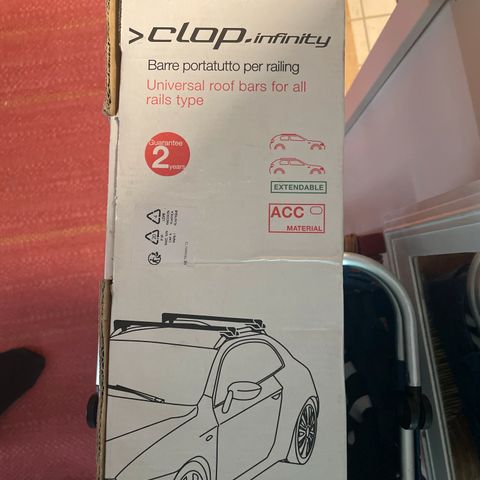 >clop.infinity
Barre portatutto per railing
Universal roof bars for all
rails type
Guarantee
2
years
EXTENDABLE
ACC
MATERIAL